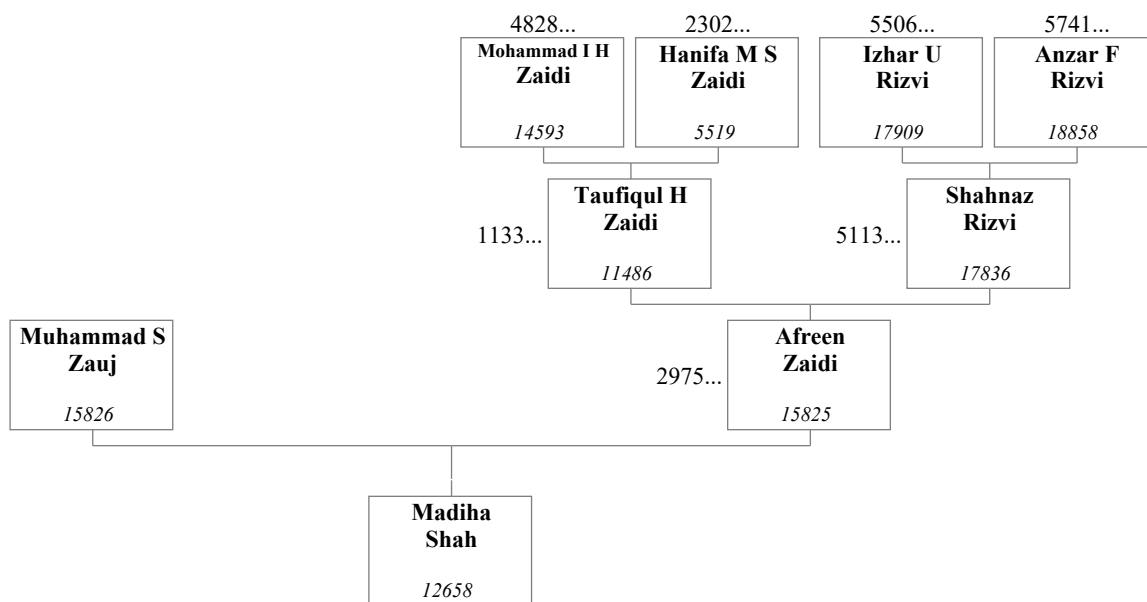 4828...
2302...
5506...
5741...
Mohammad I H
Zaidi
14593
Hanifa M S
Zaidi
5519
Izhar U
Rizvi
17909
Anzar F
Rizvi
18858
1133...
Taufiqul H
Zaidi
11486
5113...
Shahnaz
Rizvi
17836
Muhammad S
Zauj
15826
2975...
Afreen
Zaidi
15825
Madiha
Shah
12658